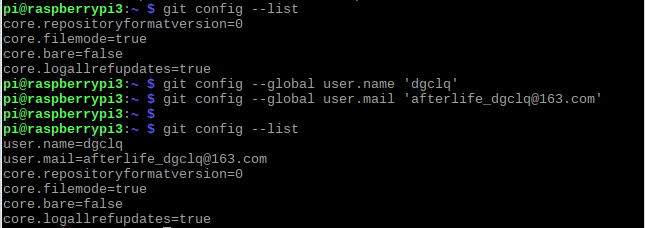 pi@raspberrypi3:~ $ git config --list
core.repositoryformatversion=0
core.filemode=true
core.bare=false
core.logallrefupdates=true
pi@raspberrypi3:~ $ git config --global user.name 'dgclq'
pi@raspberrypi3:~ $ git config --global user.mail 'afterlife_dgclq@163.com'
pi@raspberrypi3:~ $
pi@raspberrypi3:~ $ git config --list
user.name=dgclq
user.mail=afterlife_dgclq@163.com
core.repositoryformatversion=0
core.filemode=true
core.bare=false
core.logallrefupdates=true